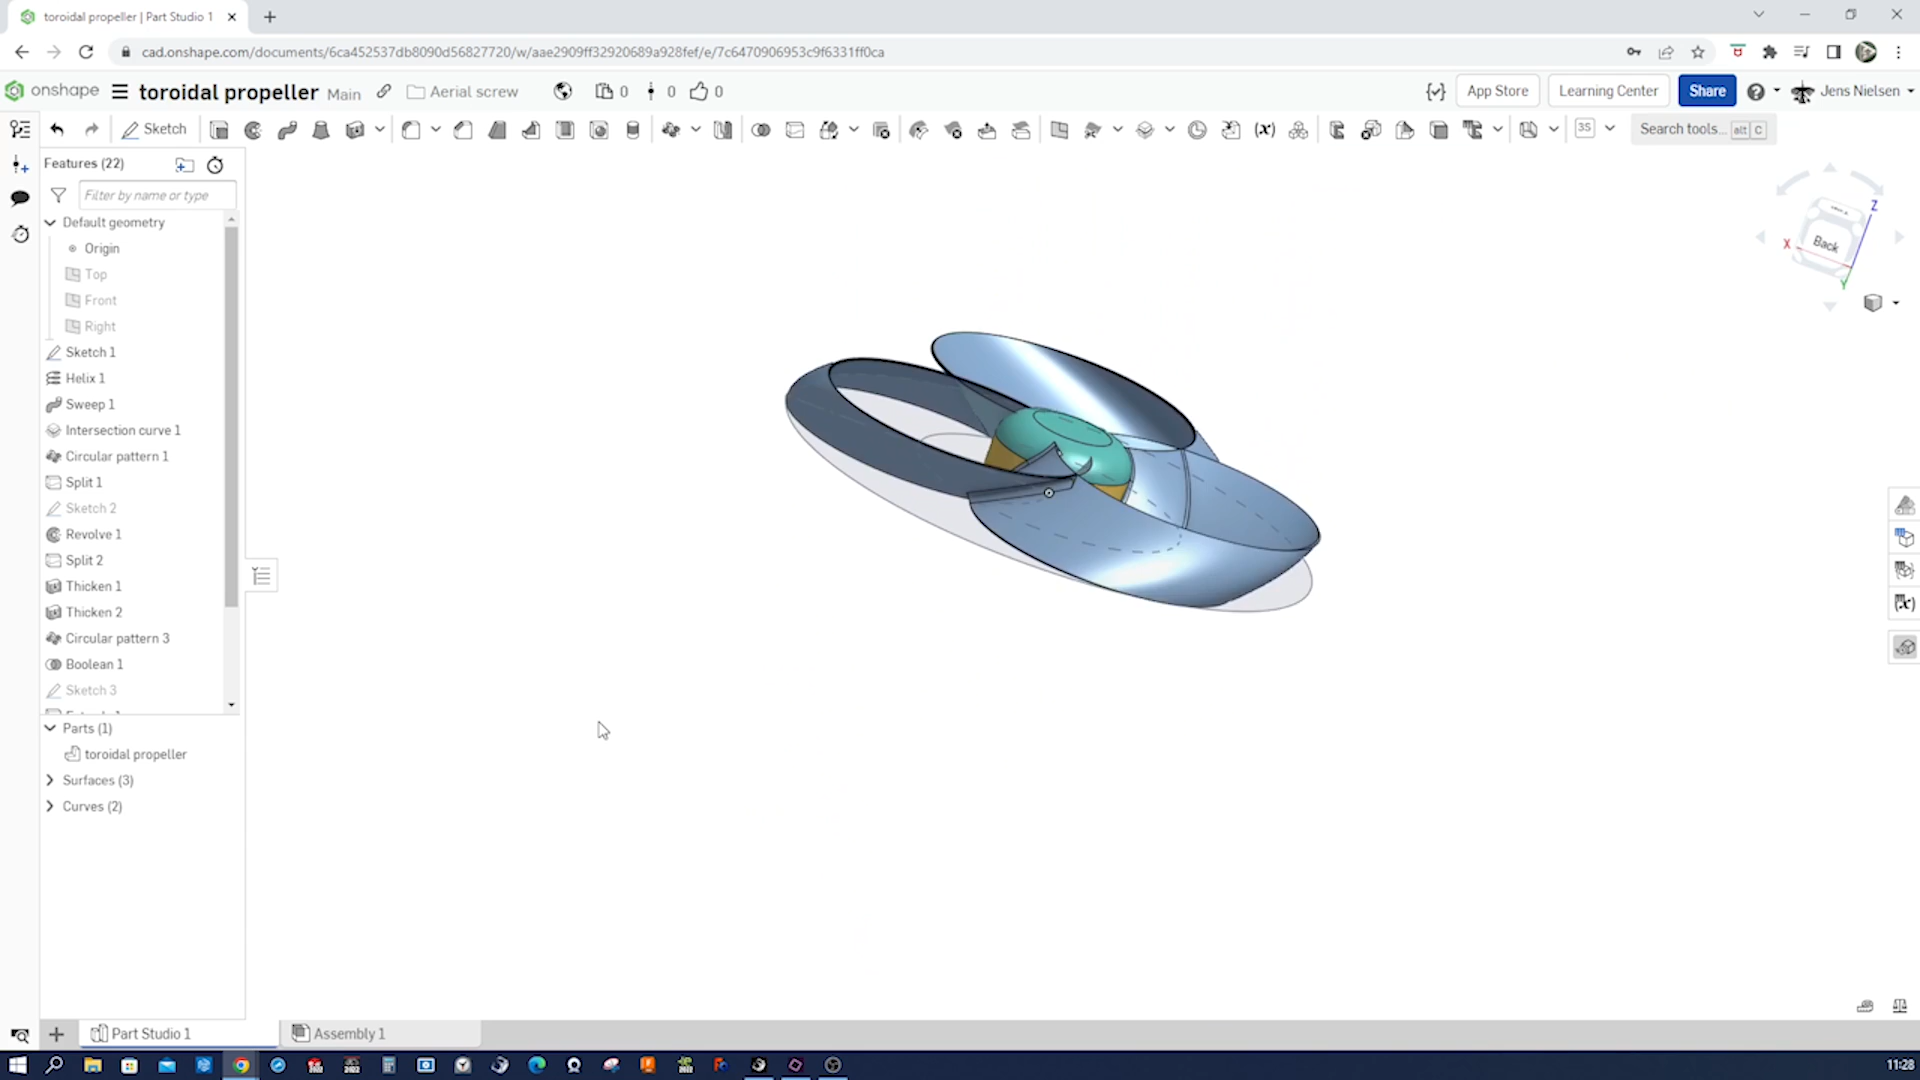 toroidal propeller | Part Studio 1
cad.onshape.com/documents/6ca452537db8090d56827720/w/aae2909ff32920689a928fef/e/7c6470906953c9f6331ff0ca
onshape
toroidal propeller Main
Aerial screw
0
0
0
App Store
Learning Center
Share
Jens Nielsen
Sketch
(x)
3S
Search tools... alt C
Features (22)
Filter by name or type
Default geometry
Origin
Top
Front
Right
Sketch 1
Helix 1
Sweep 1
Intersection curve 1
Circular pattern 1
Split 1
Sketch 2
Revolve 1
Split 2
Thicken 1
Thicken 2
Circular pattern 3
Boolean 1
Sketch 3
Parts (1)
toroidal propeller
Surfaces (3)
Curves (2)
Z
Back
X
Y
(x)
Part Studio 1
Assembly 1
11:28